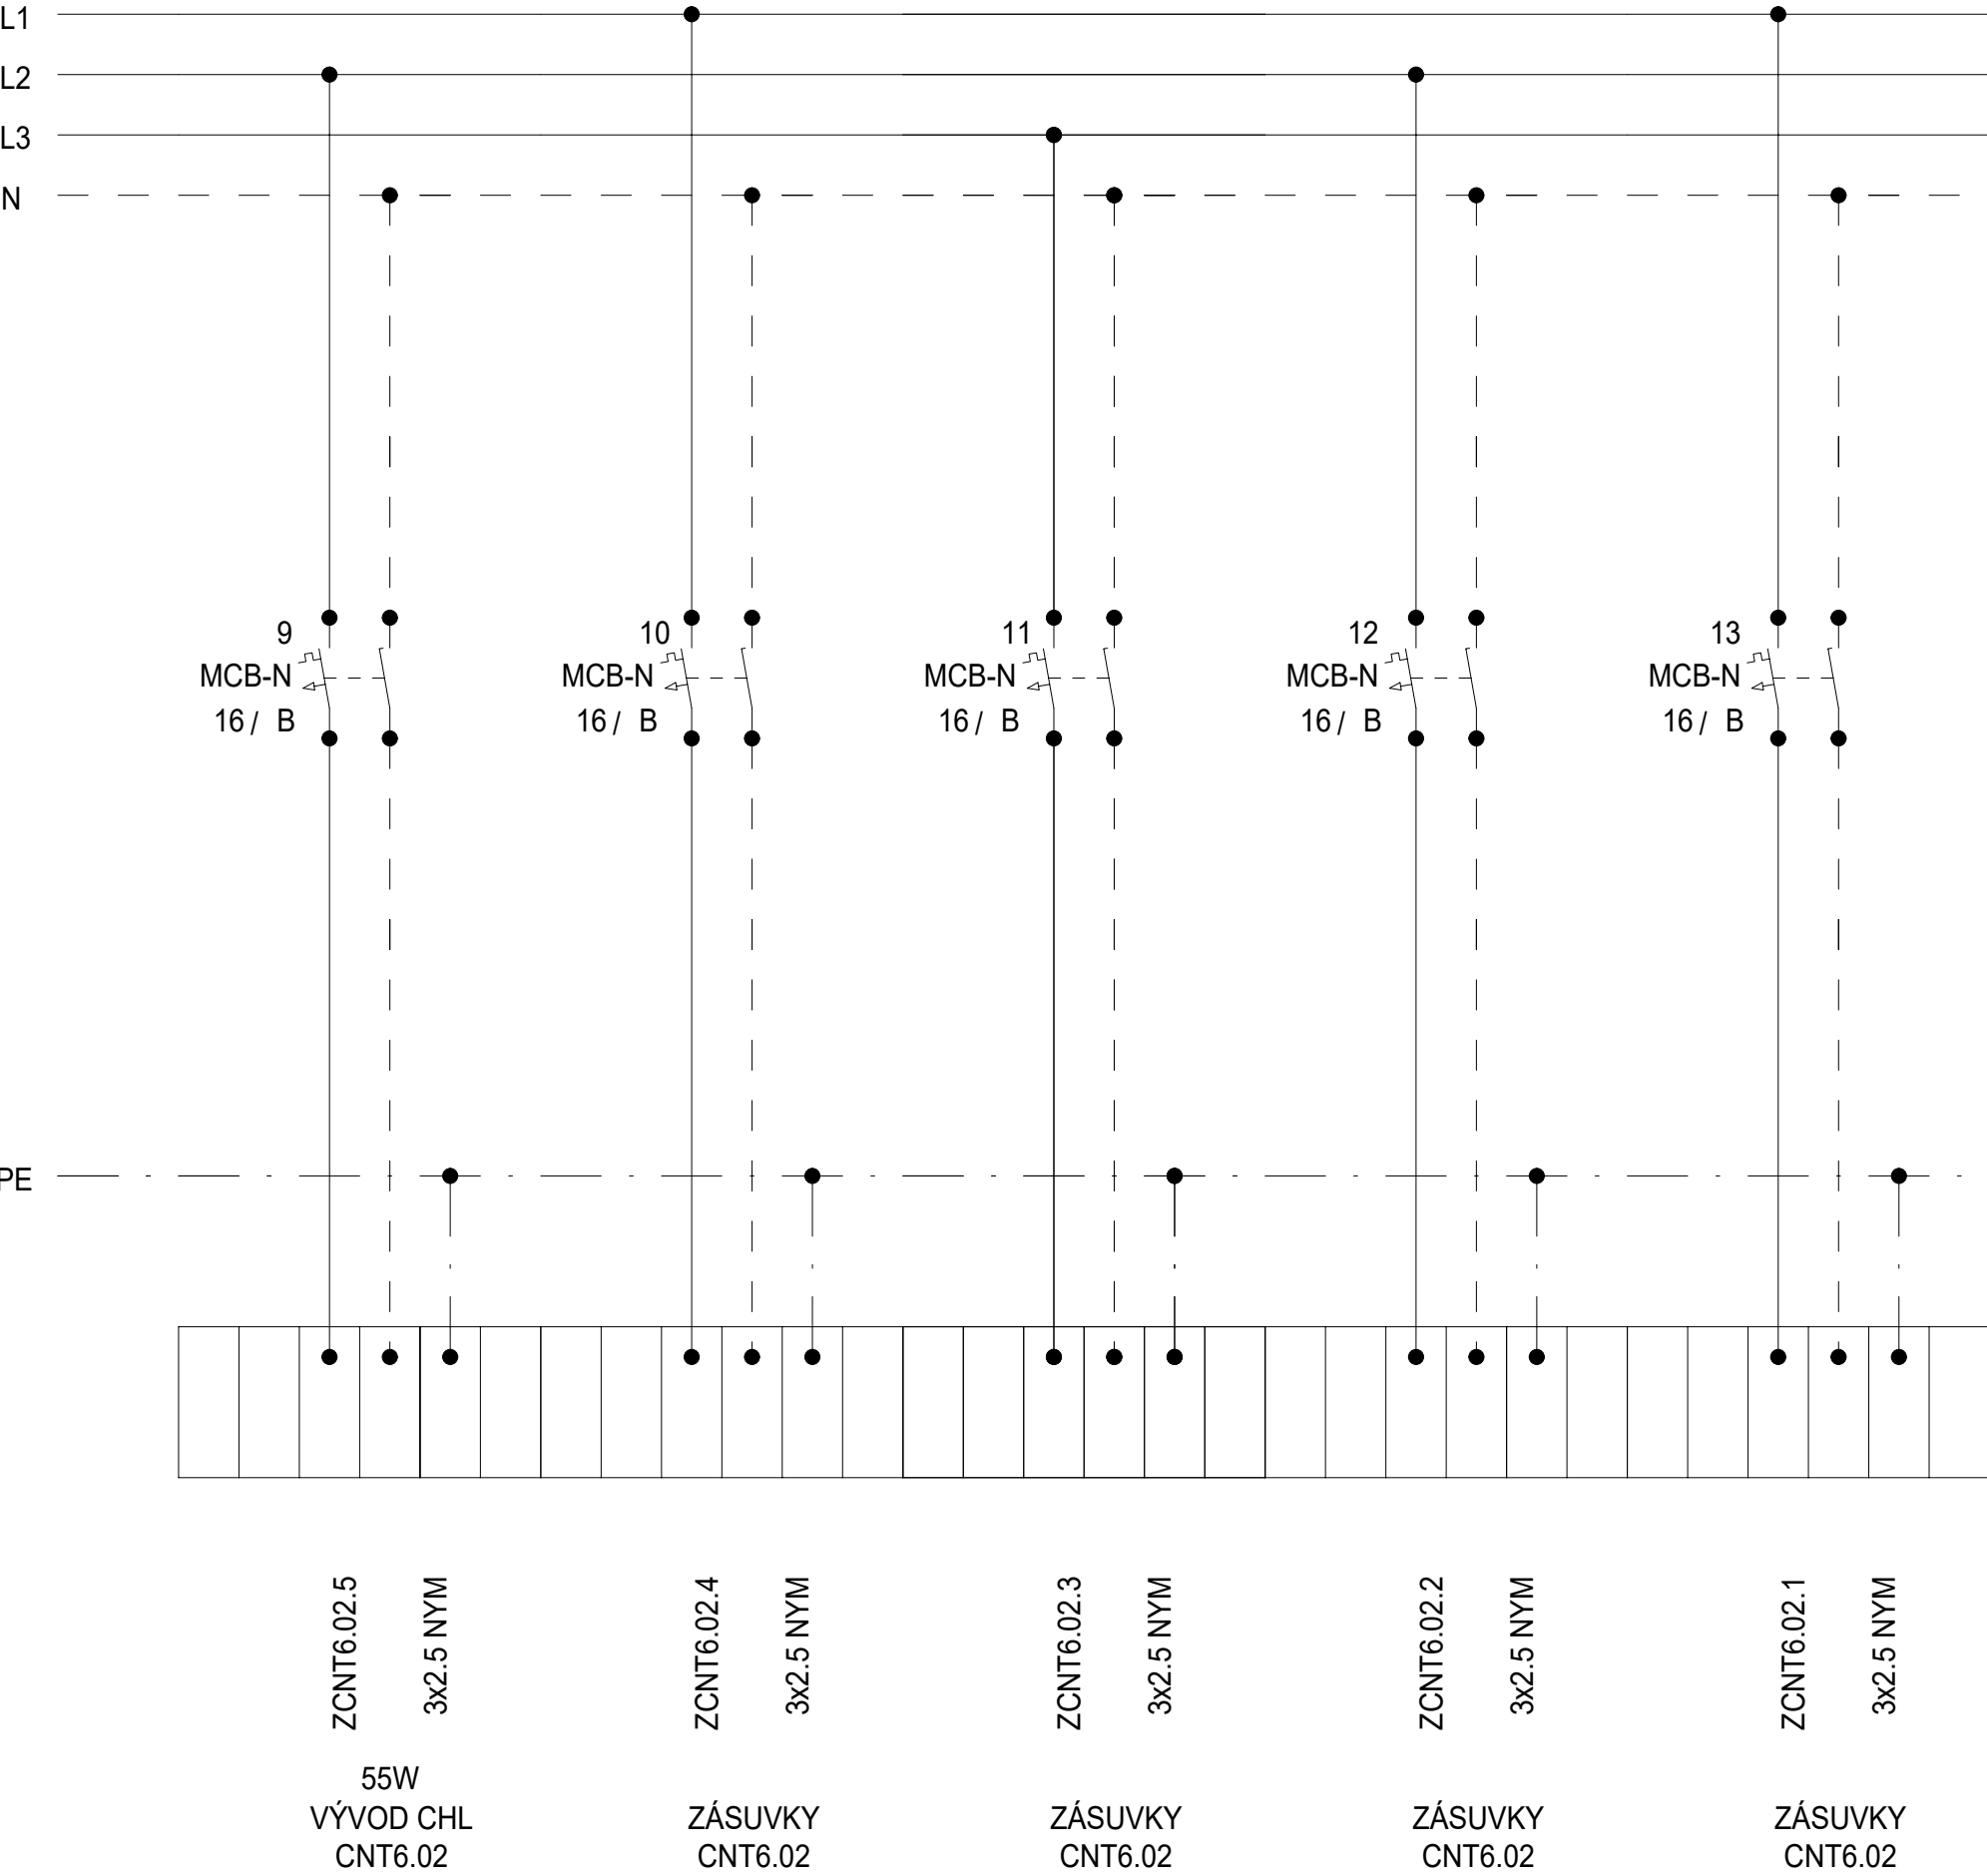 L1
L2
L3
N
9
MCB-N
16 / B
10
MCB-N
16 / B
11
MCB-N
16 / B
12
MCB-N
16 / B
13
MCB-N
16 / B
PE
ZCNT6.02.5
3x2.5 NYM
ZCNT6.02.4
3x2.5 NYM
ZCNT6.02.3
3x2.5 NYM
ZCNT6.02.2
3x2.5 NYM
ZCNT6.02.1
3x2.5 NYM
55W
VÝVOD CHL
CNT6.02
ZÁSUVKY
CNT6.02
ZÁSUVKY
CNT6.02
ZÁSUVKY
CNT6.02
ZÁSUVKY
CNT6.02